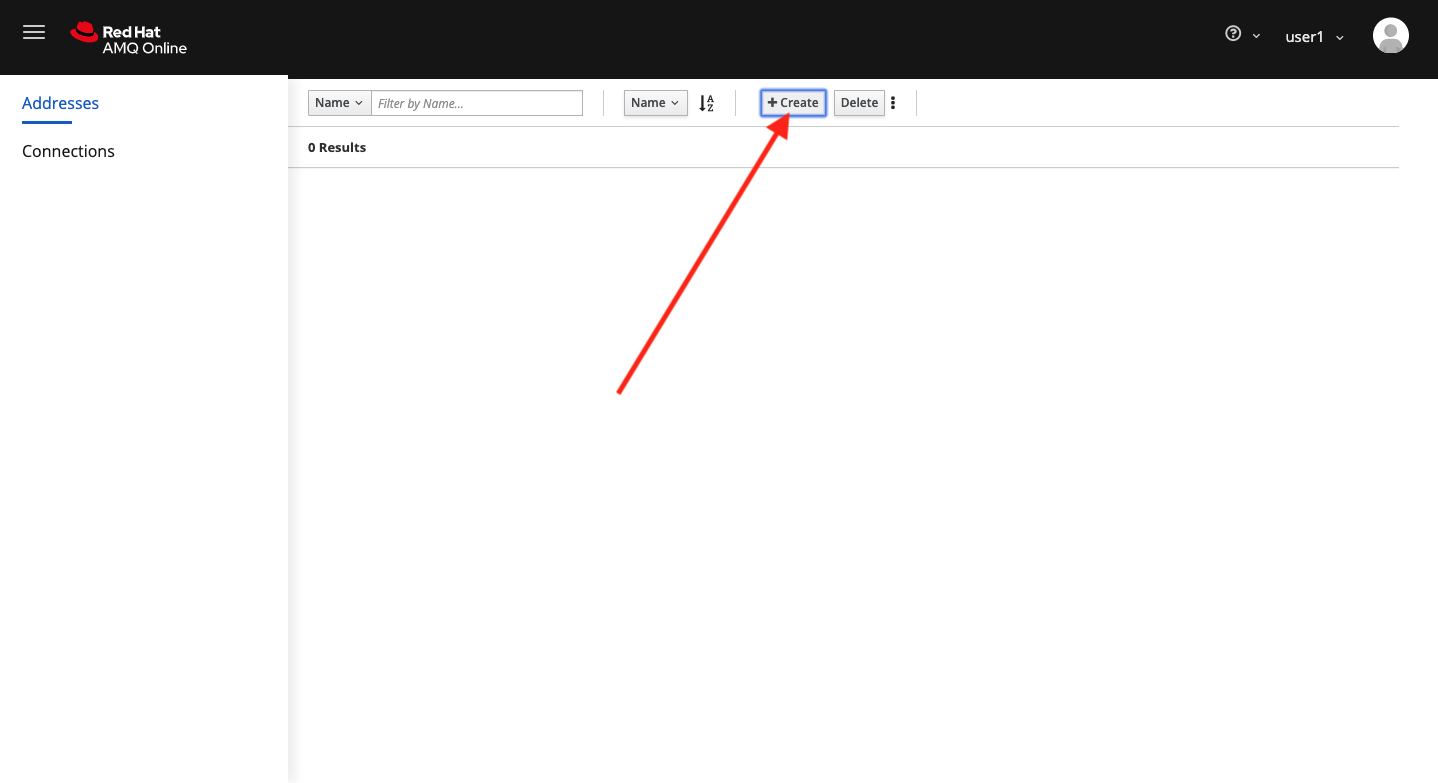 Red Hat
AMQ Online
user1
Addresses
Connections
Name
Filter by Name...
Name
A
Z
Create
Delete
0 Results